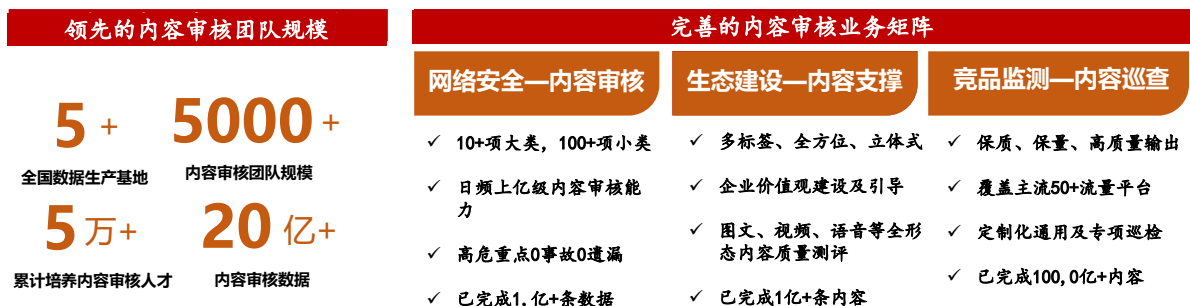 领先的内容审核团队规模
5 +
全国数据生产基地
5000 +
内容审核团队规模
5 万+
累计培养内容审核人才
20 亿+
内容审核数据
完善的内容审核业务矩阵
网络安全—内容审核
✓ 10+项大类，100+项小类
✓ 日频上亿级内容审核能
力
✓ 高危重点0事故0遗漏
✓ 已完成1,亿+条数据
生态建设—内容支撑
✓ 多标签、全方位、立体式
✓ 企业价值观建设及引导
✓ 图文、视频、语音等全形
态内容质量测评
✓ 已完成1亿+条内容
竞品监测—内容巡查
✓ 保质、保量、高质量输出
✓ 覆盖主流50+流量平台
✓ 定制化通用及专项巡检
✓ 已完成100,0亿+内容